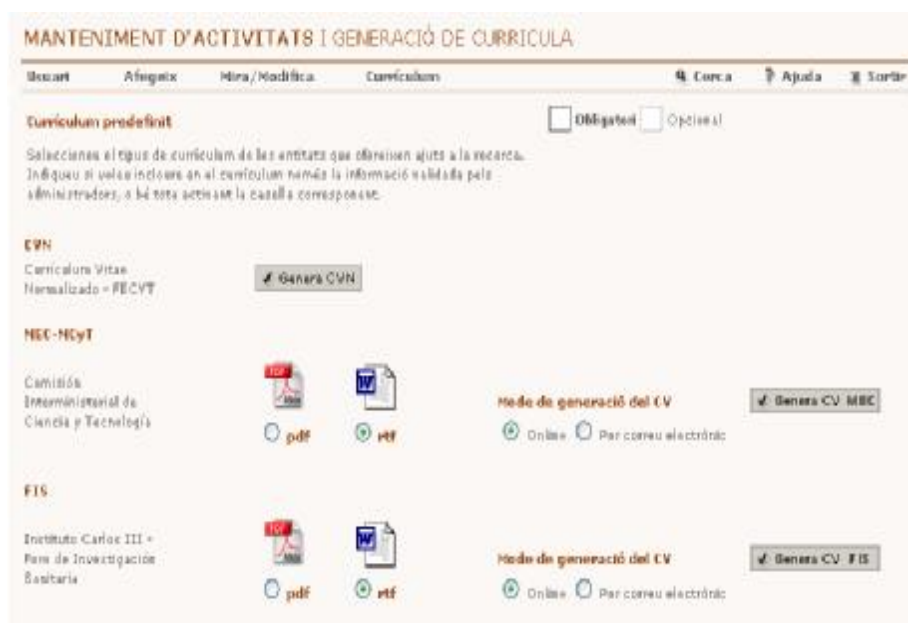 MANTENIMENT D'ACTIVITATS I GENERACIÓ DE CURRICULA
Usuari Afegeix Mira/Modifica Currículum Cerca ? Ajuda Sortir
Currículum predefinit Obligatori Opcional
Seleccioneu el tipus de currículum de les entitats que ofereixen ajuts a la recerca.
Indiqueu si voleu incloure en el currículum només la informació validada pels
administradors, o bé tota activant la casella corresponent.
CVN
Currículum Vitae
Normalizado - FECYT
Genera CVN
MEC-MCyT
Comisión
Interministerial de
Ciencia y Tecnología
pdf rtf
Mode de generació del CV
Online Per correu electrònic
Genera CV MEC
FIS
Instituto Carlos III -
Fons de Investigación
Sanitaria
pdf rtf
Mode de generació del CV
Online Per correu electrònic
Genera CV FIS